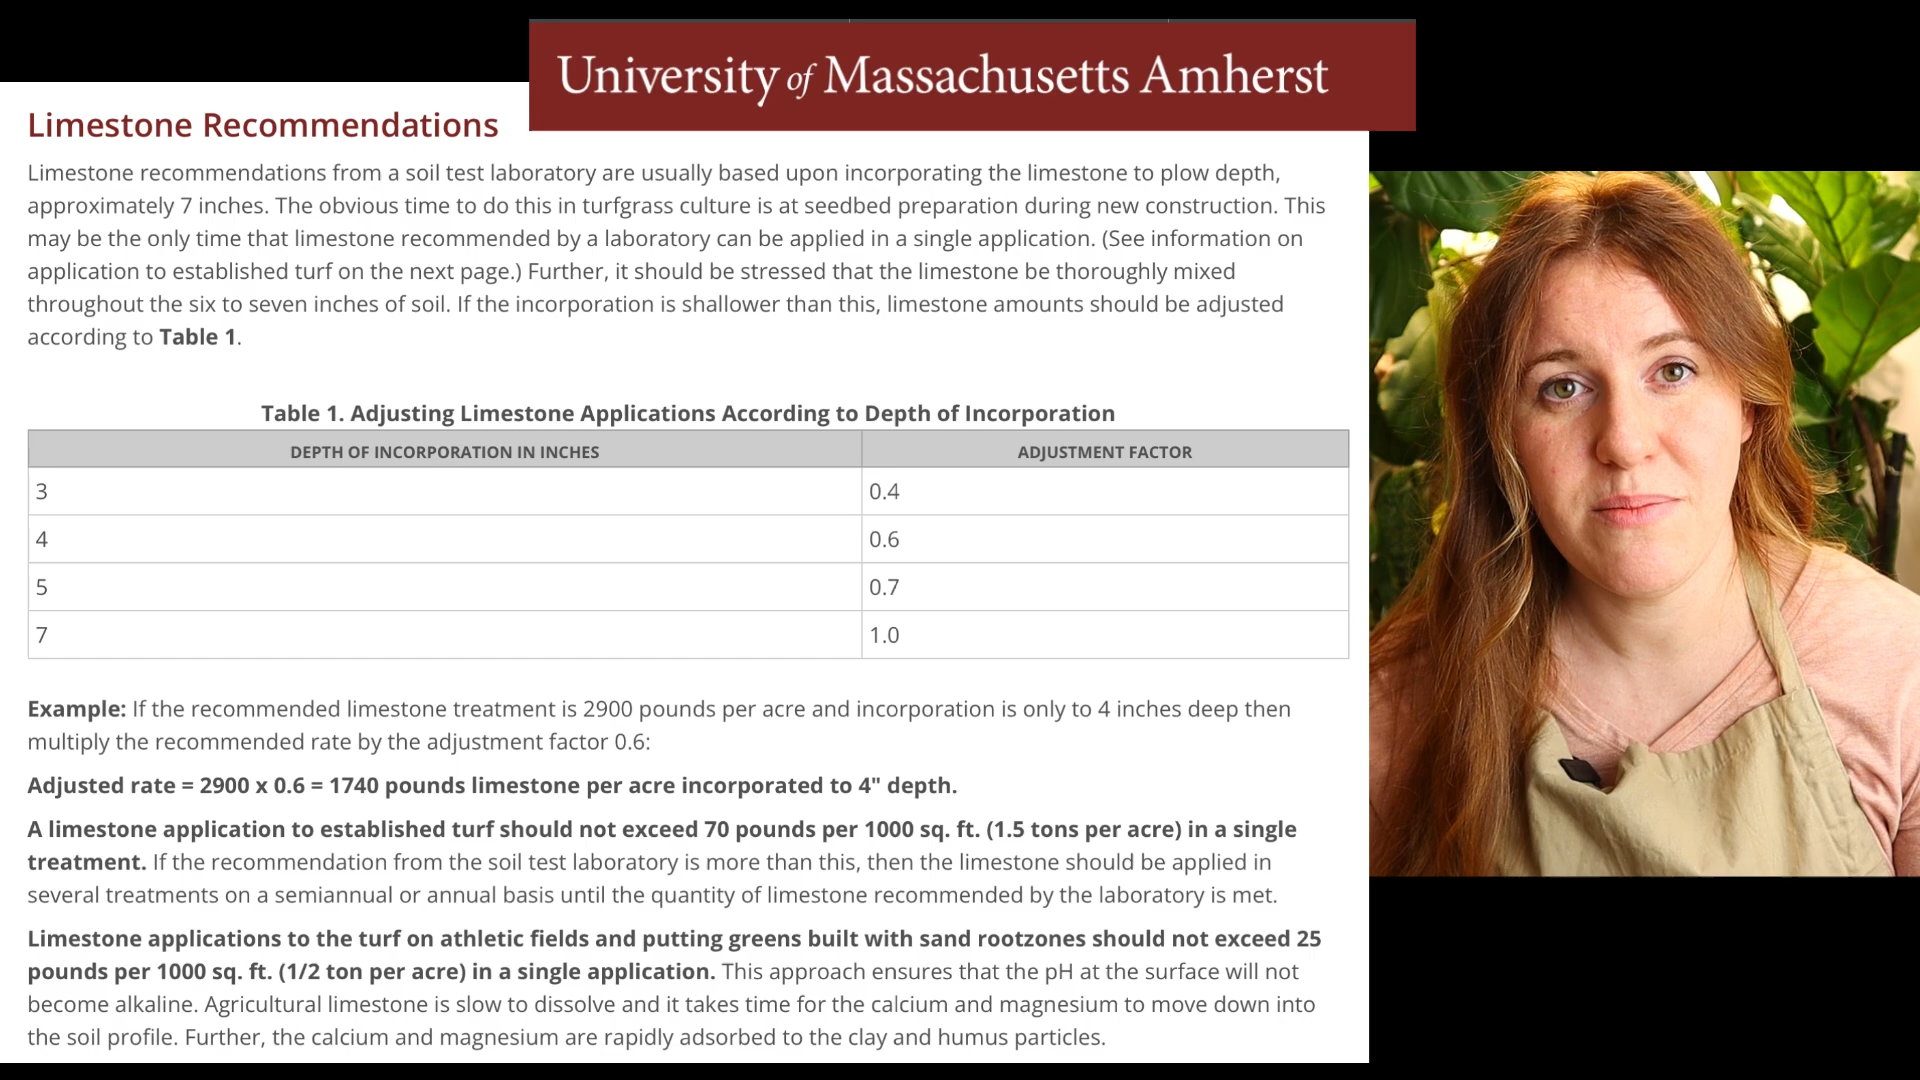 University of Massachusetts Amherst
Limestone Recommendations
Limestone recommendations from a soil test laboratory are usually based upon incorporating the limestone to plow depth,
approximately 7 inches. The obvious time to do this in turfgrass culture is at seedbed preparation during new construction. This
may be the only time that limestone recommended by a laboratory can be applied in a single application. (See information on
application to established turf on the next page.) Further, it should be stressed that the limestone be thoroughly mixed
throughout the six to seven inches of soil. If the incorporation is shallower than this, limestone amounts should be adjusted
according to Table 1.
Table 1. Adjusting Limestone Applications According to Depth of Incorporation
DEPTH OF INCORPORATION IN INCHES ADJUSTMENT FACTOR
3 0.4
4 0.6
5 0.7
7 1.0
Example: If the recommended limestone treatment is 2900 pounds per acre and incorporation is only to 4 inches deep then
multiply the recommended rate by the adjustment factor 0.6:
Adjusted rate = 2900 x 0.6 = 1740 pounds limestone per acre incorporated to 4" depth.
A limestone application to established turf should not exceed 70 pounds per 1000 sq. ft. (1.5 tons per acre) in a single
treatment. If the recommendation from the soil test laboratory is more than this, then the limestone should be applied in
several treatments on a semiannual or annual basis until the quantity of limestone recommended by the laboratory is met.
Limestone applications to the turf on athletic fields and putting greens built with sand rootzones should not exceed 25
pounds per 1000 sq. ft. (1/2 ton per acre) in a single application. This approach ensures that the pH at the surface will not
become alkaline. Agricultural limestone is slow to dissolve and it takes time for the calcium and magnesium to move down into
the soil profile. Further, the calcium and magnesium are rapidly adsorbed to the clay and humus particles.